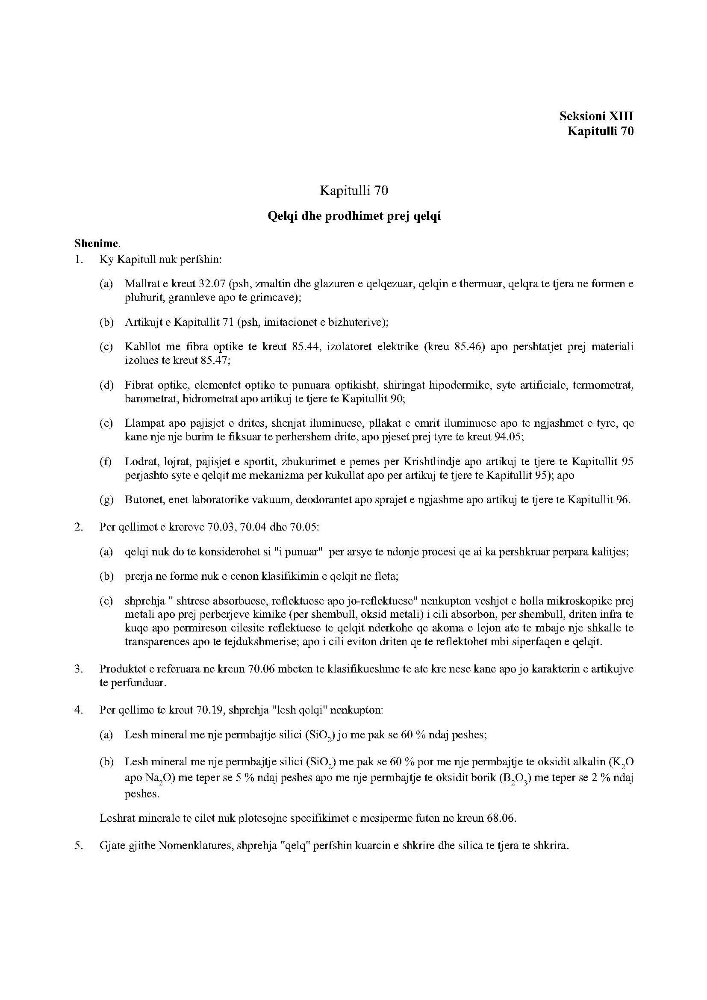 Seksioni XIII
Kapitulli 70
Kapitulli 70
Qelqi dhe prodhimet prej qelqi
Shenime.
1. Ky Kapitull nuk perfshin:
(a) Mallrat e kreut 32.07 (psh, zmaltin dhe glazuren e qelqezuar, qelqin e thermuar, qelqra te tjera ne formen e
pluhurit, granuleve apo te grimcave);
(b) Artikujt e Kapitullit 71 (psh, imitacionet e bizhuterive);
(c) Kabllot me fibra optike te kreut 85.44, izolatoret elektrike (kreu 85.46) apo pershtatjet prej materiali
izolues te kreut 85.47;
(d) Fibrat optike, elementet optike te punuara optikisht, shiringat hipodermike, syte artificiale, termometrat,
barometrat, hidrometrat apo artikuj te tjere te Kapitullit 90;
(e) Llampat apo pajisjet e drites, shenjat iluminuese, pllakat e emrit iluminuese apo te ngjashmet e tyre, qe
kane nje nje burim te fiksuar te perhershem drite, apo pjeset prej tyre te kreut 94.05;
(f) Lodrat, lojrat, pajisjet e sportit, zbukurimet e pemes per Krishtlindje apo artikuj te tjere te Kapitullit 95
perjashto syte e qelqit me mekanizma per kukullat apo per artikuj te tjere te Kapitullit 95); apo
(g) Butonet, enet laboratorike vakuum, deodorantet apo sprajet e ngjashme apo artikuj te tjere te Kapitullit 96.
2. Per qellimet e krereve 70.03, 70.04 dhe 70.05:
(a) qelqi nuk do te konsiderohet si "i punuar"  per arsye te ndonje procesi qe ai ka pershkruar perpara kalitjes;
(b) prerja ne forme nuk e cenon klasifikimin e qelqit ne fleta;
(c) shprehja " shtrese absorbuese, reflektuese apo jo-reflektuese" nenkupton veshjet e holla mikroskopike prej
metali apo prej perberjeve kimike (per shembull, oksid metali) i cili absorbon, per shembull, driten infra te
kuqe apo permireson cilesite reflektuese te qelqit nderkohe qe akoma e lejon ate te mbaje nje shkalle te
transparences apo te tejdukshmerise; apo i cili eviton driten qe te reflektohet mbi siperfaqen e qelqit.
3. Produktet e referuara ne kreun 70.06 mbeten te klasifikueshme te ate kre nese kane apo jo karakterin e artikujve
te perfunduar.
4. Per qellime te kreut 70.19, shprehja "lesh qelqi" nenkupton:
(a) Lesh mineral me nje permbajtje silici (SiO₂) jo me pak se 60 % ndaj peshes;
(b) Lesh mineral me nje permbajtje silici (SiO₂) me pak se 60 % por me nje permbajtje te oksidit alkalin (K₂O
apo Na₂O) me teper se 5 % ndaj peshes apo me nje permbajtje te oksidit borik (B₂O₃) me teper se 2 % ndaj
peshes.
Leshrat minerale te cilet nuk plotesojne specifikimet e mesiperme futen ne kreun 68.06.
5. Gjate gjithe Nomenklatures, shprehja "qelq" perfshin kuarcin e shkrire dhe silica te tjera te shkrira.